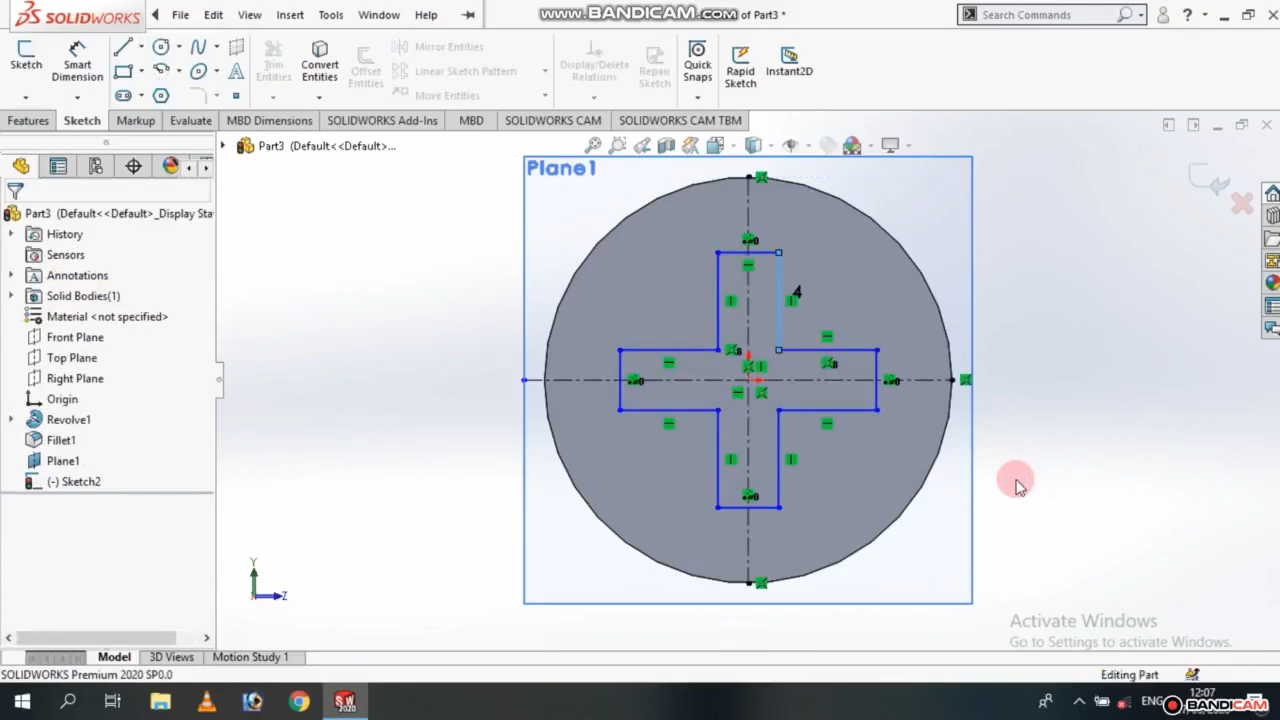 SOLIDWORKS File Edit View Insert Tools Window Help www.BANDICAM.com of Part3 * Search Commands ?
Sketch Smart Dimension Trim Entities Convert Entities Offset Entities Mirror Entities Linear Sketch Pattern Move Entities Display/Delete Relations Repair Sketch Quick Snaps Rapid Sketch Instant2D
Features Sketch Markup Evaluate MBD Dimensions SOLIDWORKS Add-Ins MBD SOLIDWORKS CAM SOLIDWORKS CAM TBM
Part3 (Default<<Default>...
Plane1
Part3 (Default<<Default>_Display Sta
History
Sensors
Annotations
Solid Bodies(1)
Material <not specified>
Front Plane
Top Plane
Right Plane
Origin
Revolve1
Fillet1
Plane1
(-) Sketch2
4
Y
Z
Activate Windows
Go to Settings to activate Windows.
Model 3D Views Motion Study 1
SOLIDWORKS Premium 2020 SP0.0 Editing Part
ENG 12:07
BANDICAM